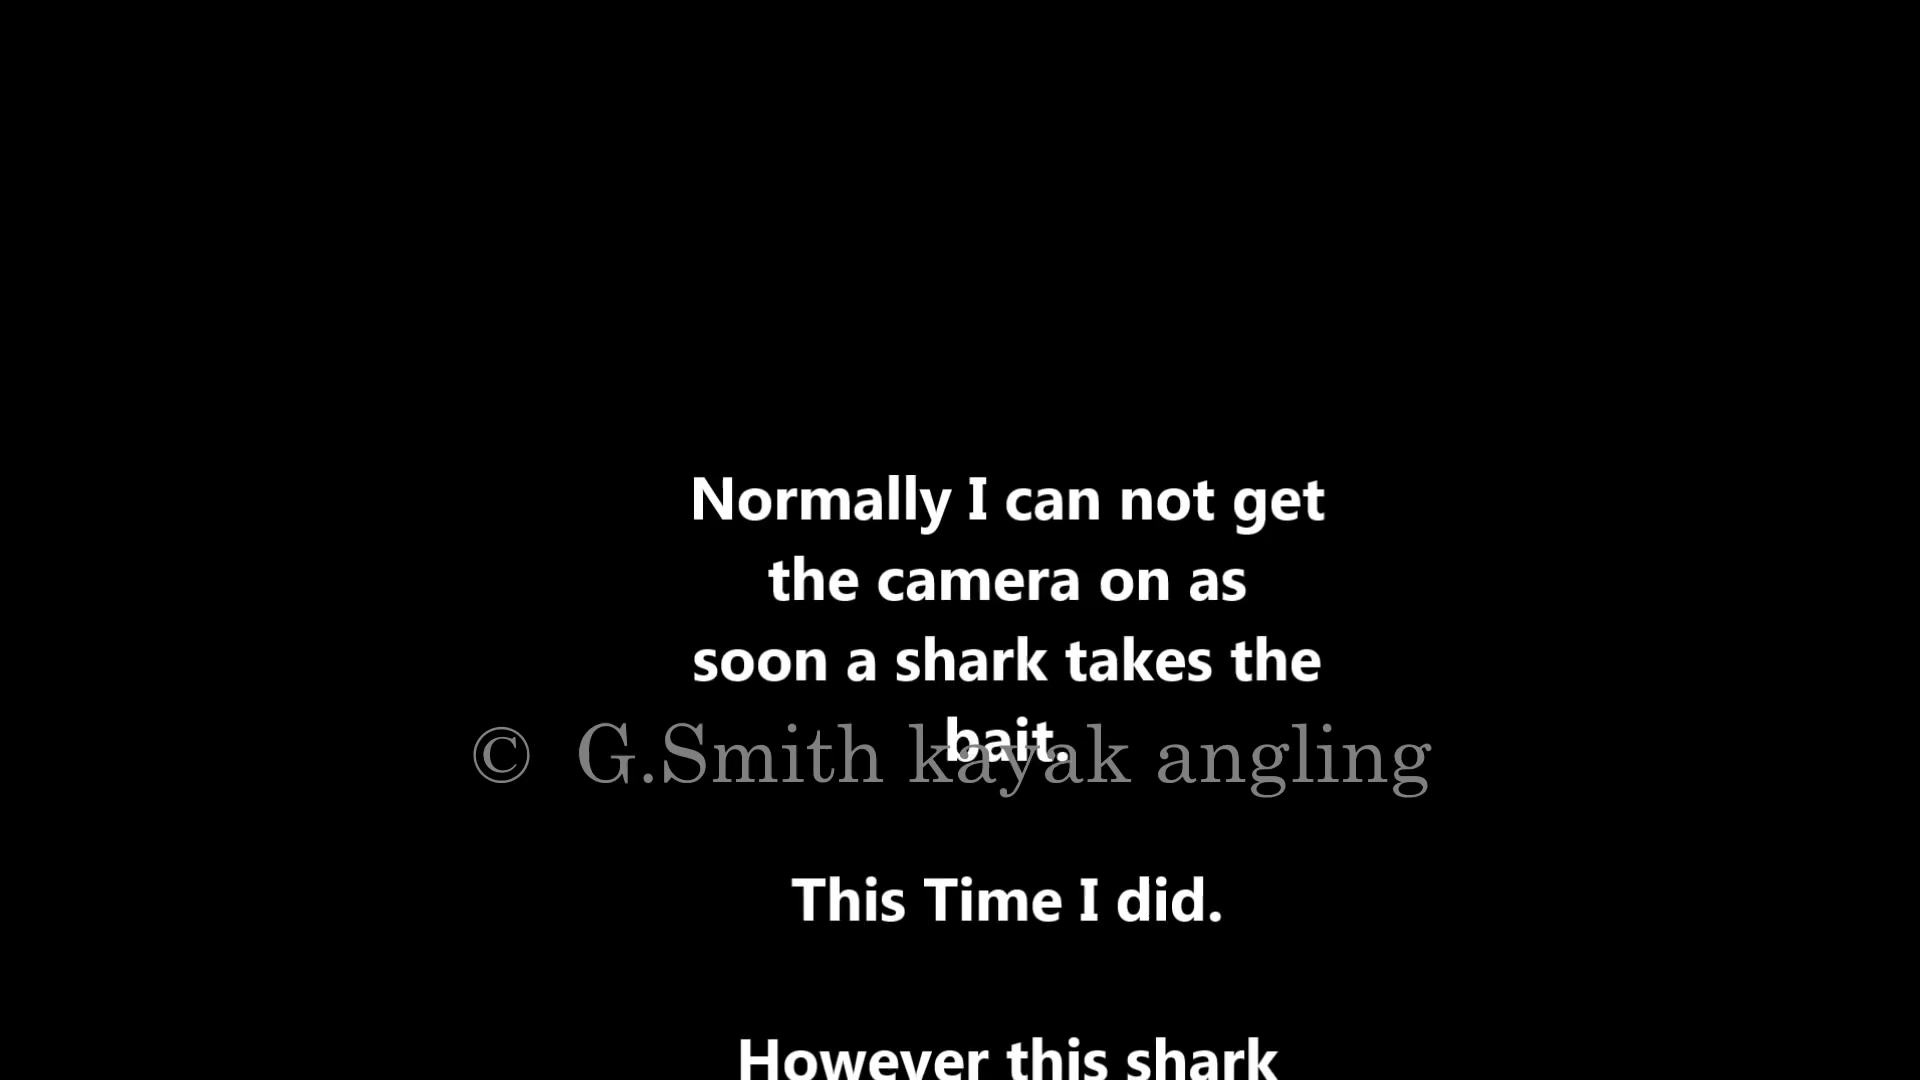 Normally I can not get
the camera on as
soon a shark takes the
bait.
© G.Smith kayak angling
This Time I did.
However this shark